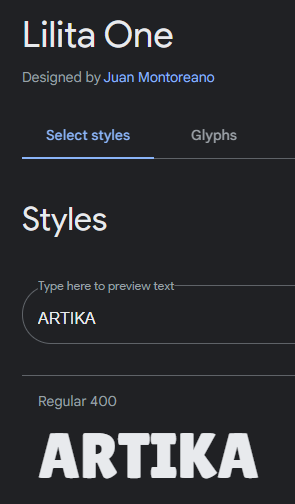 Lilita One
Designed by Juan Montoreano
Select styles Glyphs
Styles
Type here to preview text
ARTIKA
Regular 400
ARTIKA